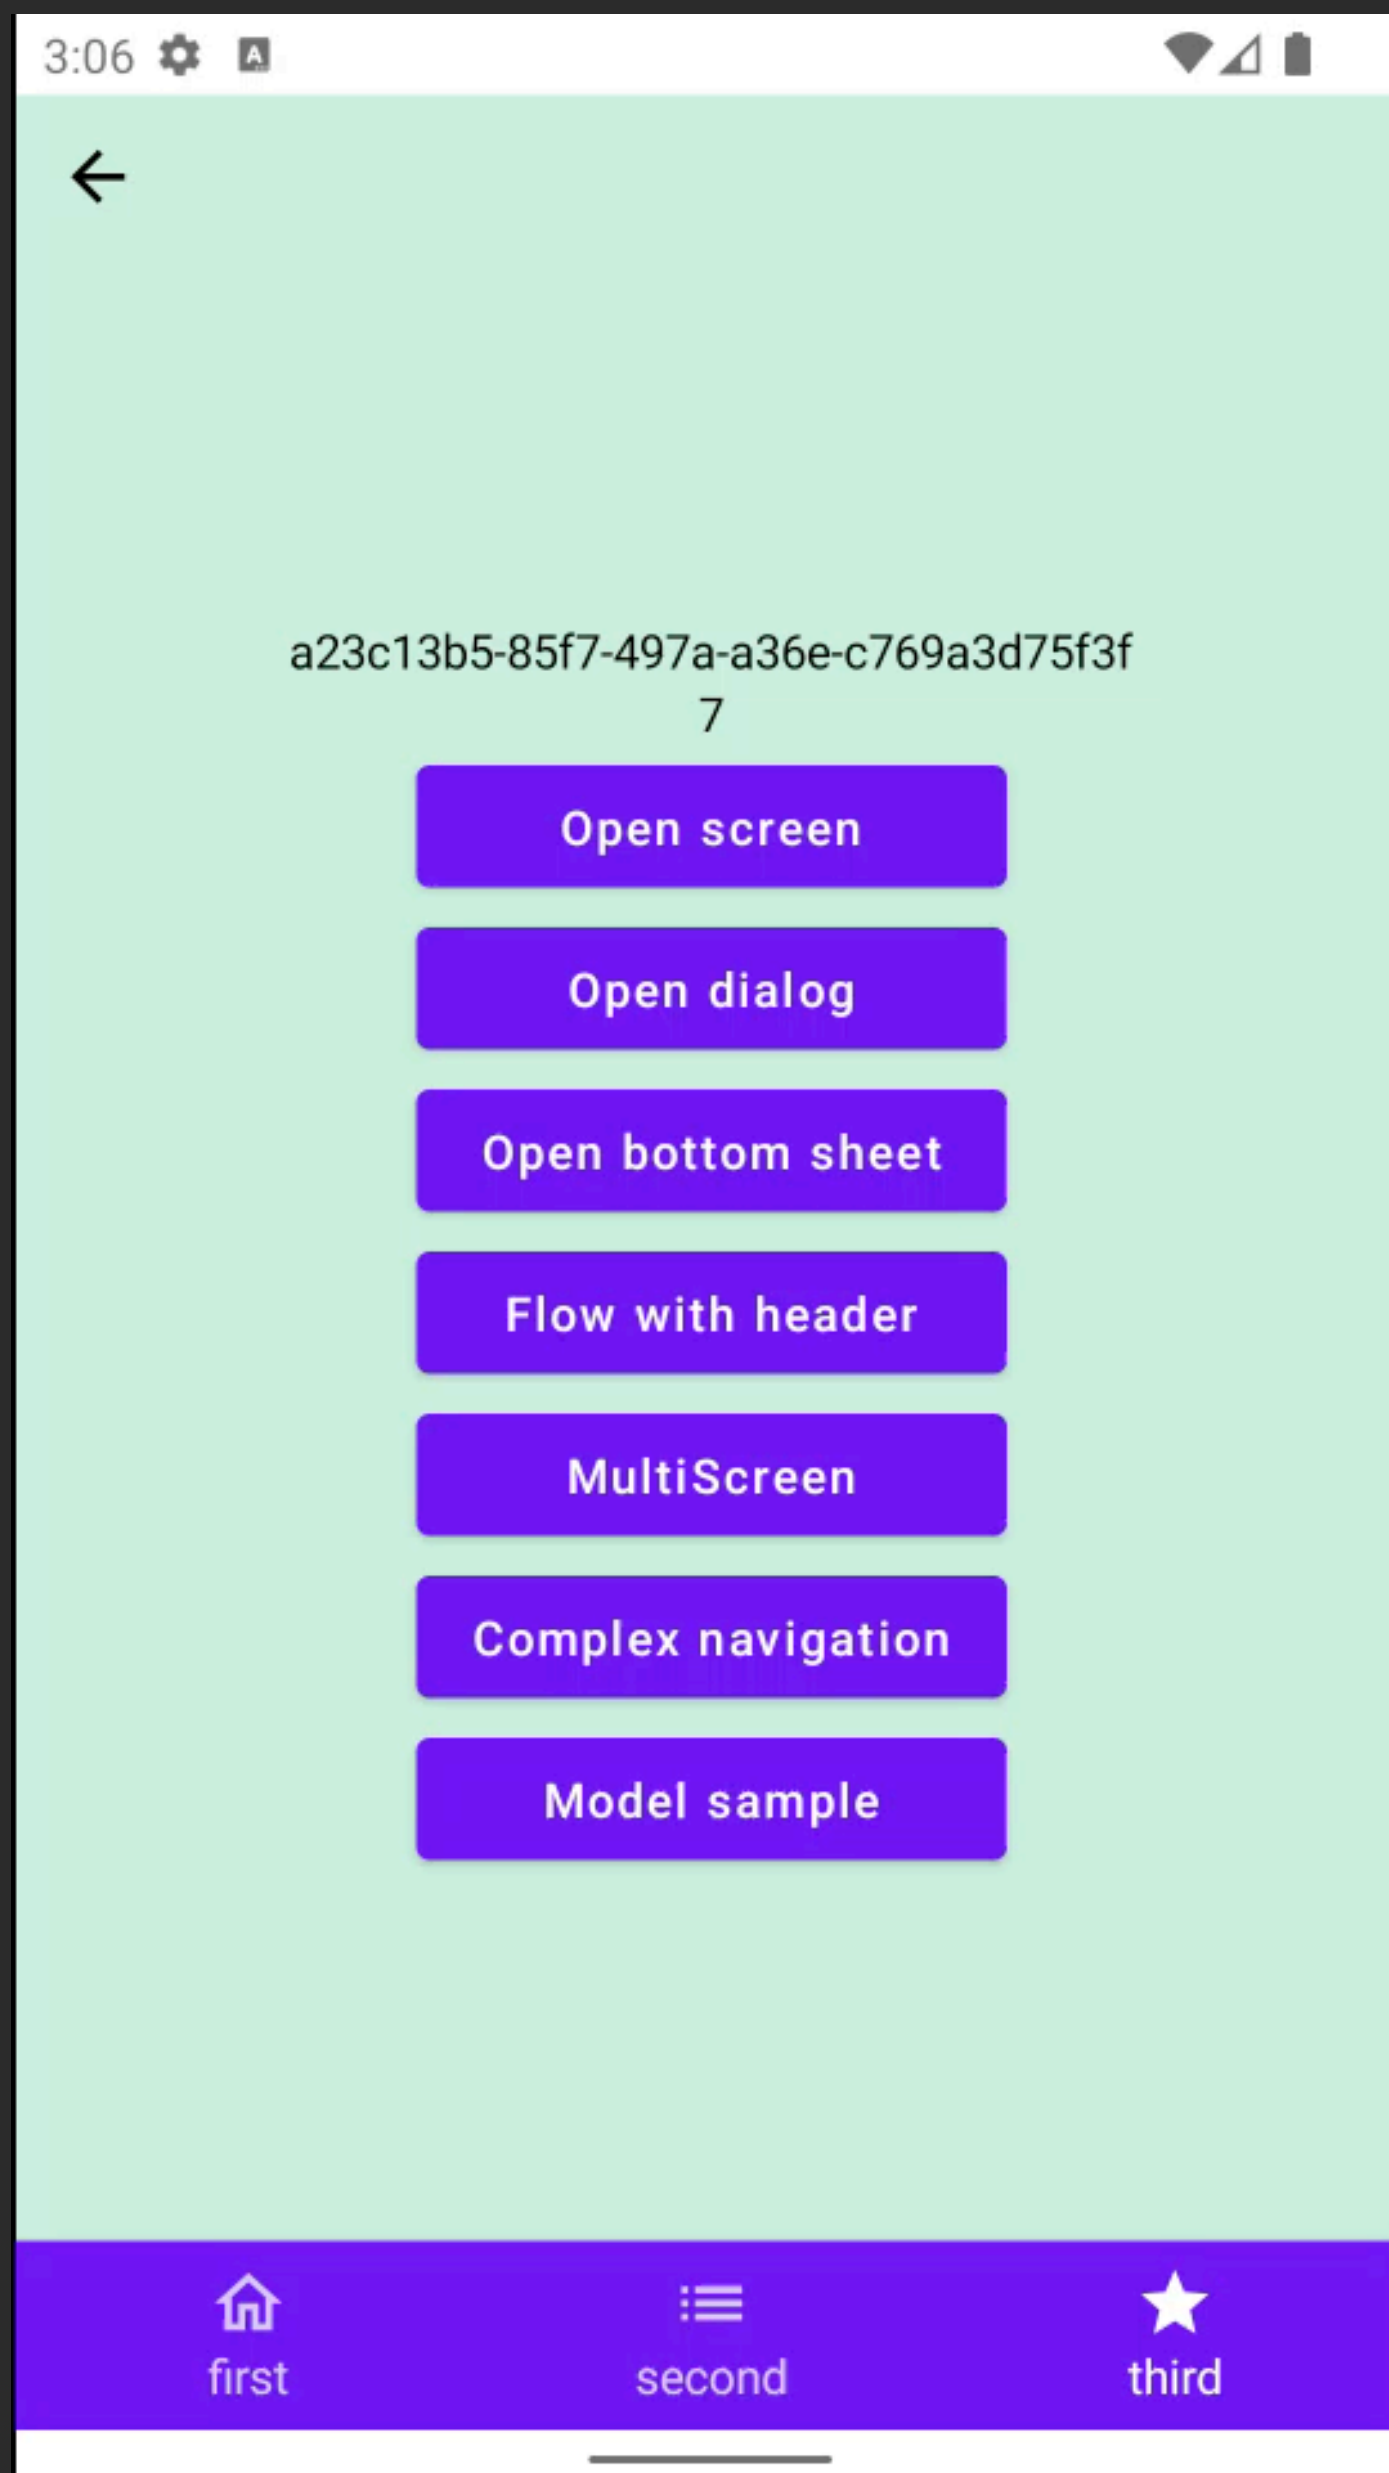 3:06
a23c13b5-85f7-497a-a36e-c769a3d75f3f
7
Open screen
Open dialog
Open bottom sheet
Flow with header
MultiScreen
Complex navigation
Model sample
first
second
third